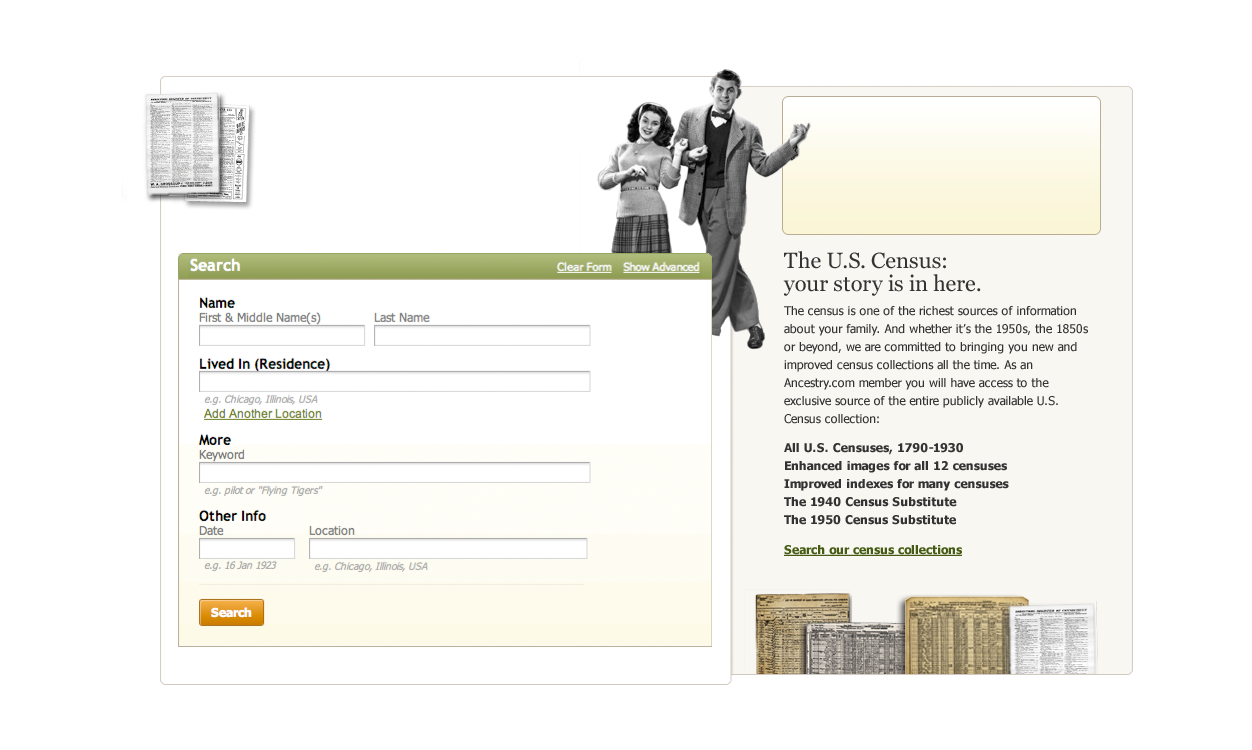 Search
Clear Form Show Advanced
Name
First & Middle Name(s) Last Name
Lived In (Residence)
e.g. Chicago, Illinois, USA
Add Another Location
More
Keyword
e.g. pilot or "Flying Tigers"
Other Info
Date Location
e.g. 16 Jan 1923 e.g. Chicago, Illinois, USA
Search
The U.S. Census:
your story is in here.
The census is one of the richest sources of information
about your family. And whether it’s the 1950s, the 1850s
or beyond, we are committed to bringing you new and
improved census collections all the time. As an
Ancestry.com member you will have access to the
exclusive source of the entire publicly available U.S.
Census collection:
All U.S. Censuses, 1790-1930
Enhanced images for all 12 censuses
Improved indexes for many censuses
The 1940 Census Substitute
The 1950 Census Substitute
Search our census collections